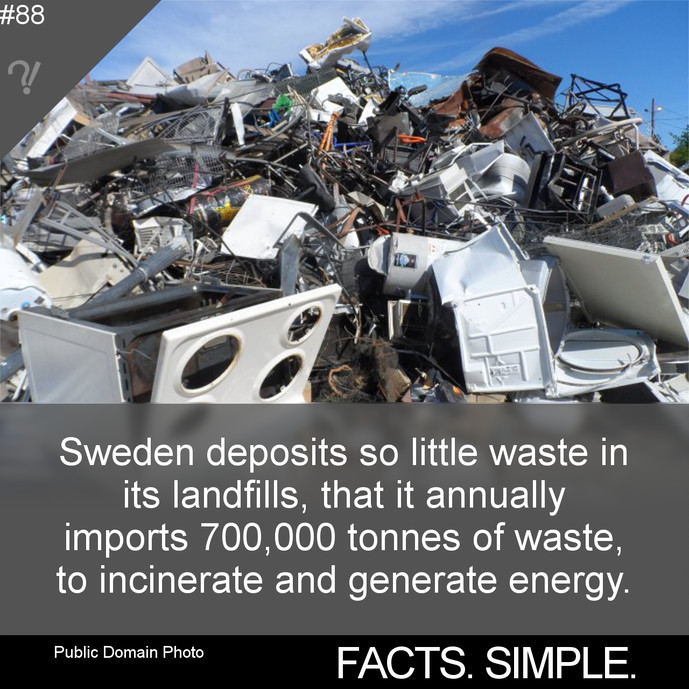 #88
?!
Sweden deposits so little waste in
its landfills, that it annually
imports 700,000 tonnes of waste,
to incinerate and generate energy.
Public Domain Photo
FACTS. SIMPLE.